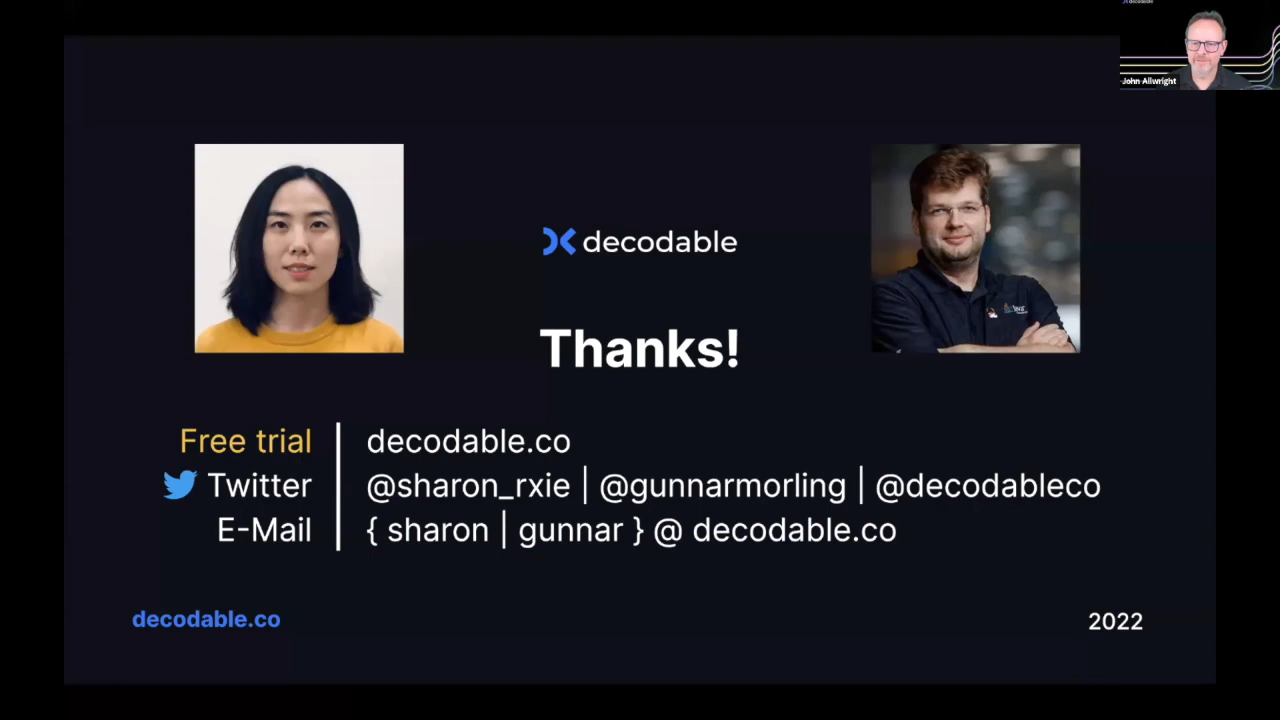 decodable
John Allwright
decodable
Thanks!
Free trial decodable.co
Twitter @sharon_rxie | @gunnarmorling | @decodableco
E-Mail { sharon | gunnar } @ decodable.co
decodable.co
2022